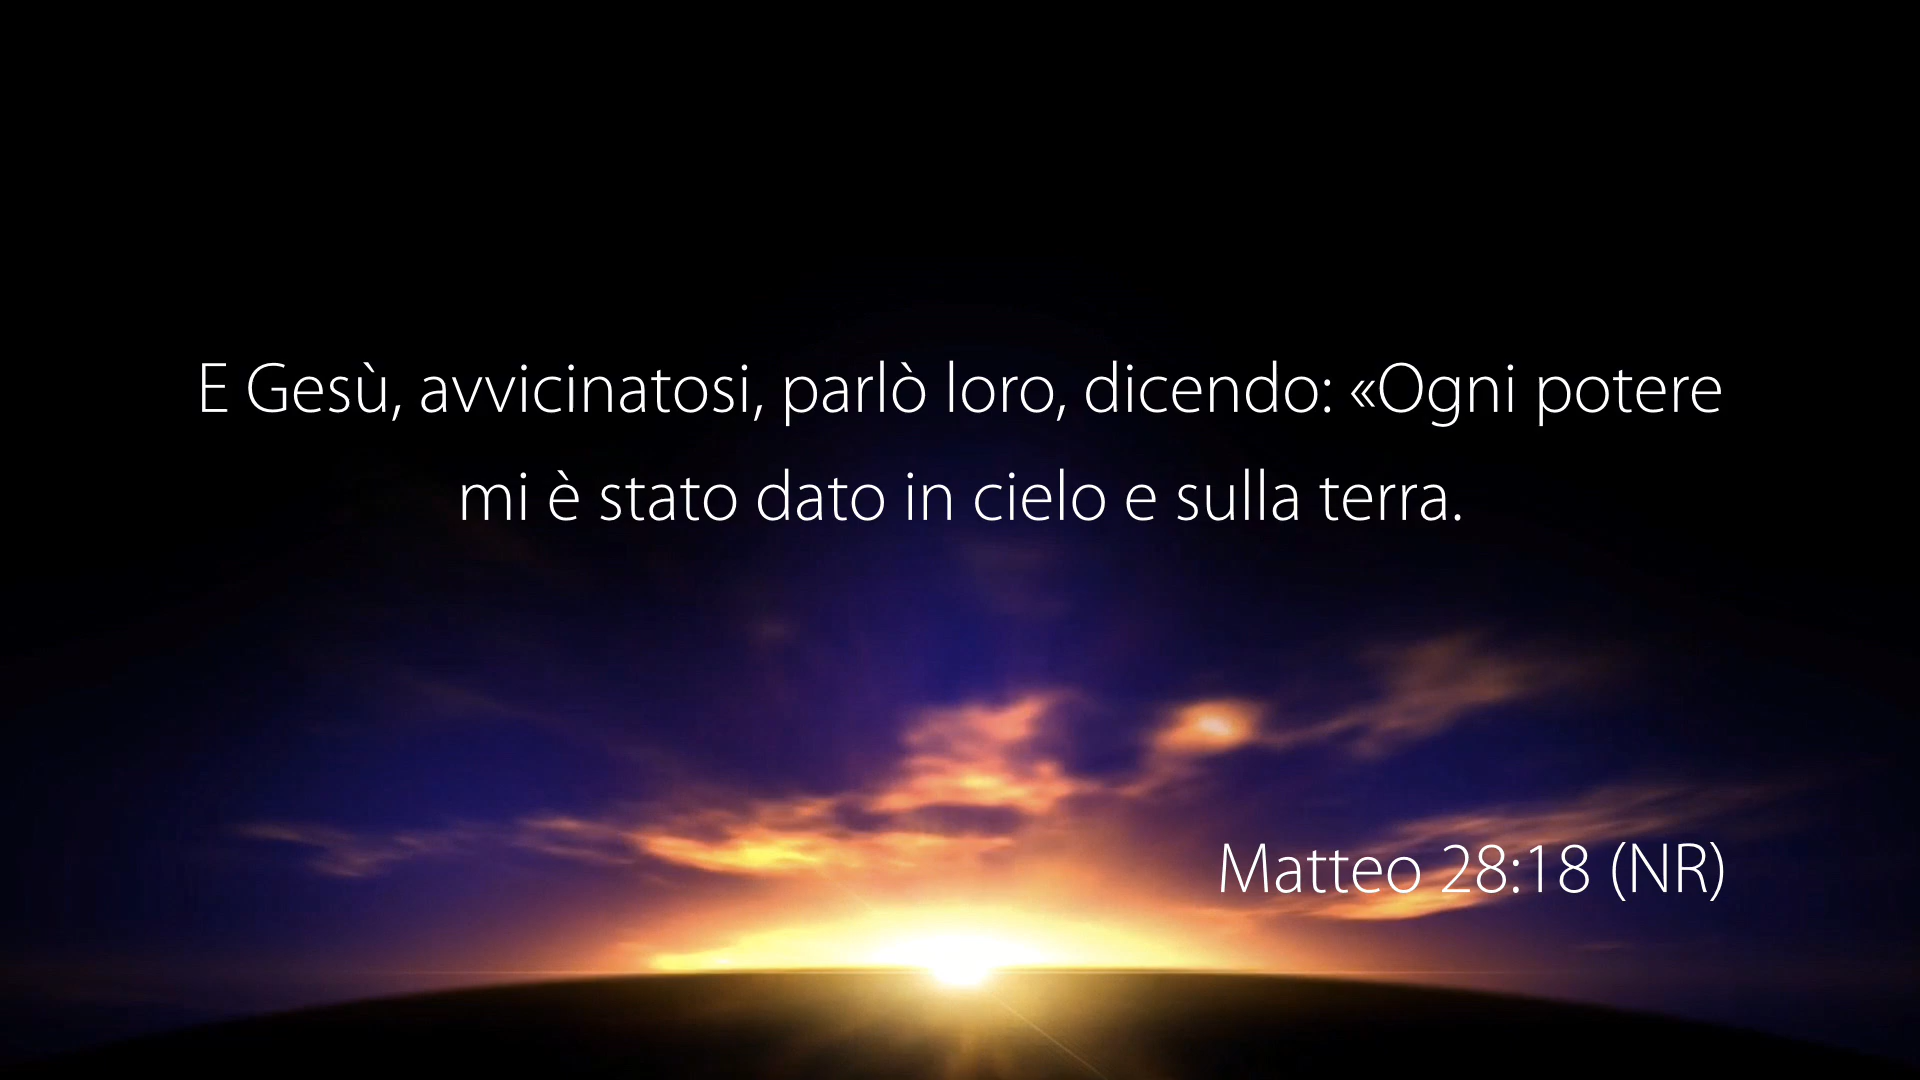 E Gesù, avvicinatosi, parlò loro, dicendo: «Ogni potere
mi è stato dato in cielo e sulla terra.
Matteo 28:18 (NR)